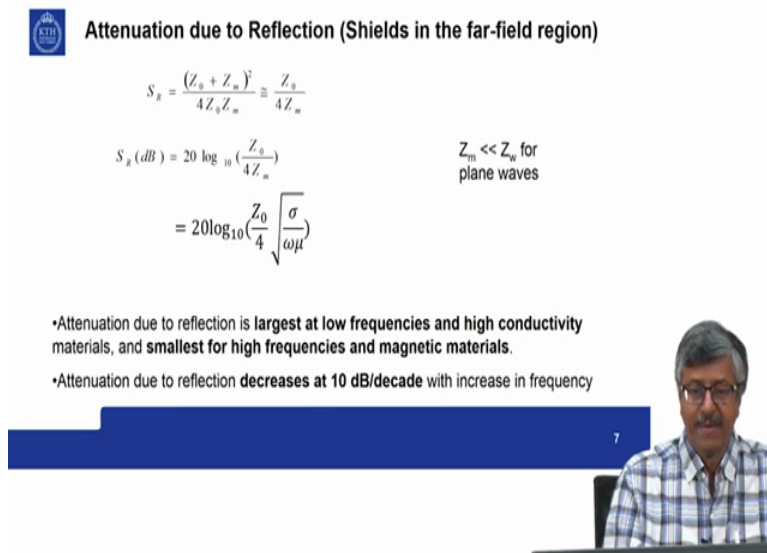 KTH
Attenuation due to Reflection (Shields in the far-field region)
S_R = (Z_0 + Z_m)^2 / 4Z_0Z_m ≅ Z_0 / 4Z_m
S_R(dB) = 20 log_10(Z_0 / 4Z_m)
Z_m << Z_w for
plane waves
= 20log_10(Z_0/4 √(σ/ωμ))
•Attenuation due to reflection is largest at low frequencies and high conductivity
materials, and smallest for high frequencies and magnetic materials.
•Attenuation due to reflection decreases at 10 dB/decade with increase in frequency
7